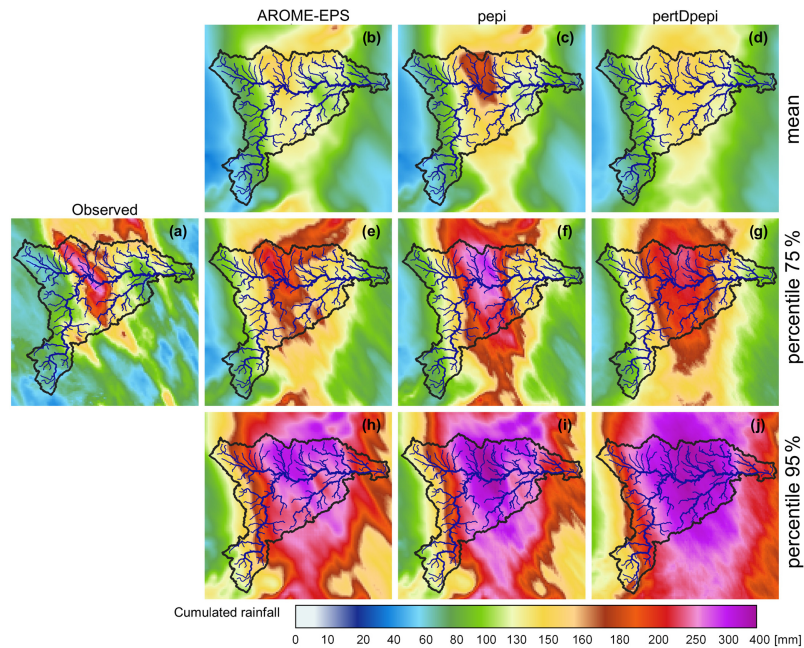 AROME-EPS pepi pertDpepi
(b) (c) (d)
mean
Observed
(a) (e) (f) (g)
percentile 75 %
(h) (i) (j)
percentile 95 %
Cumulated rainfall
0 10 20 40 60 80 100 130 150 160 180 200 250 300 400 [mm]